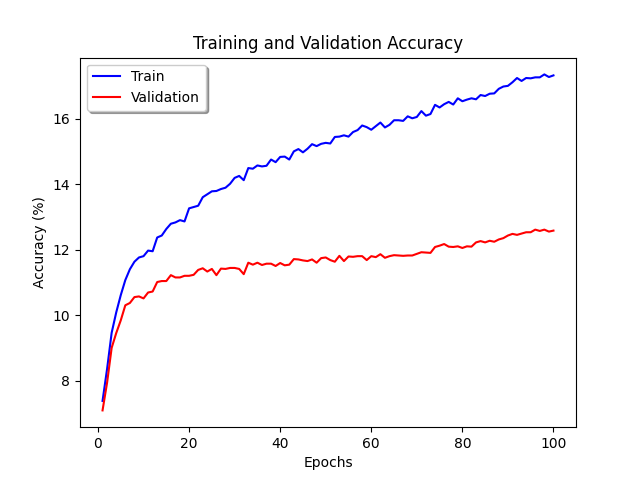 Training and Validation Accuracy
Train
Validation
Accuracy (%)
16
14
12
10
8
0 20 40 60 80 100
Epochs